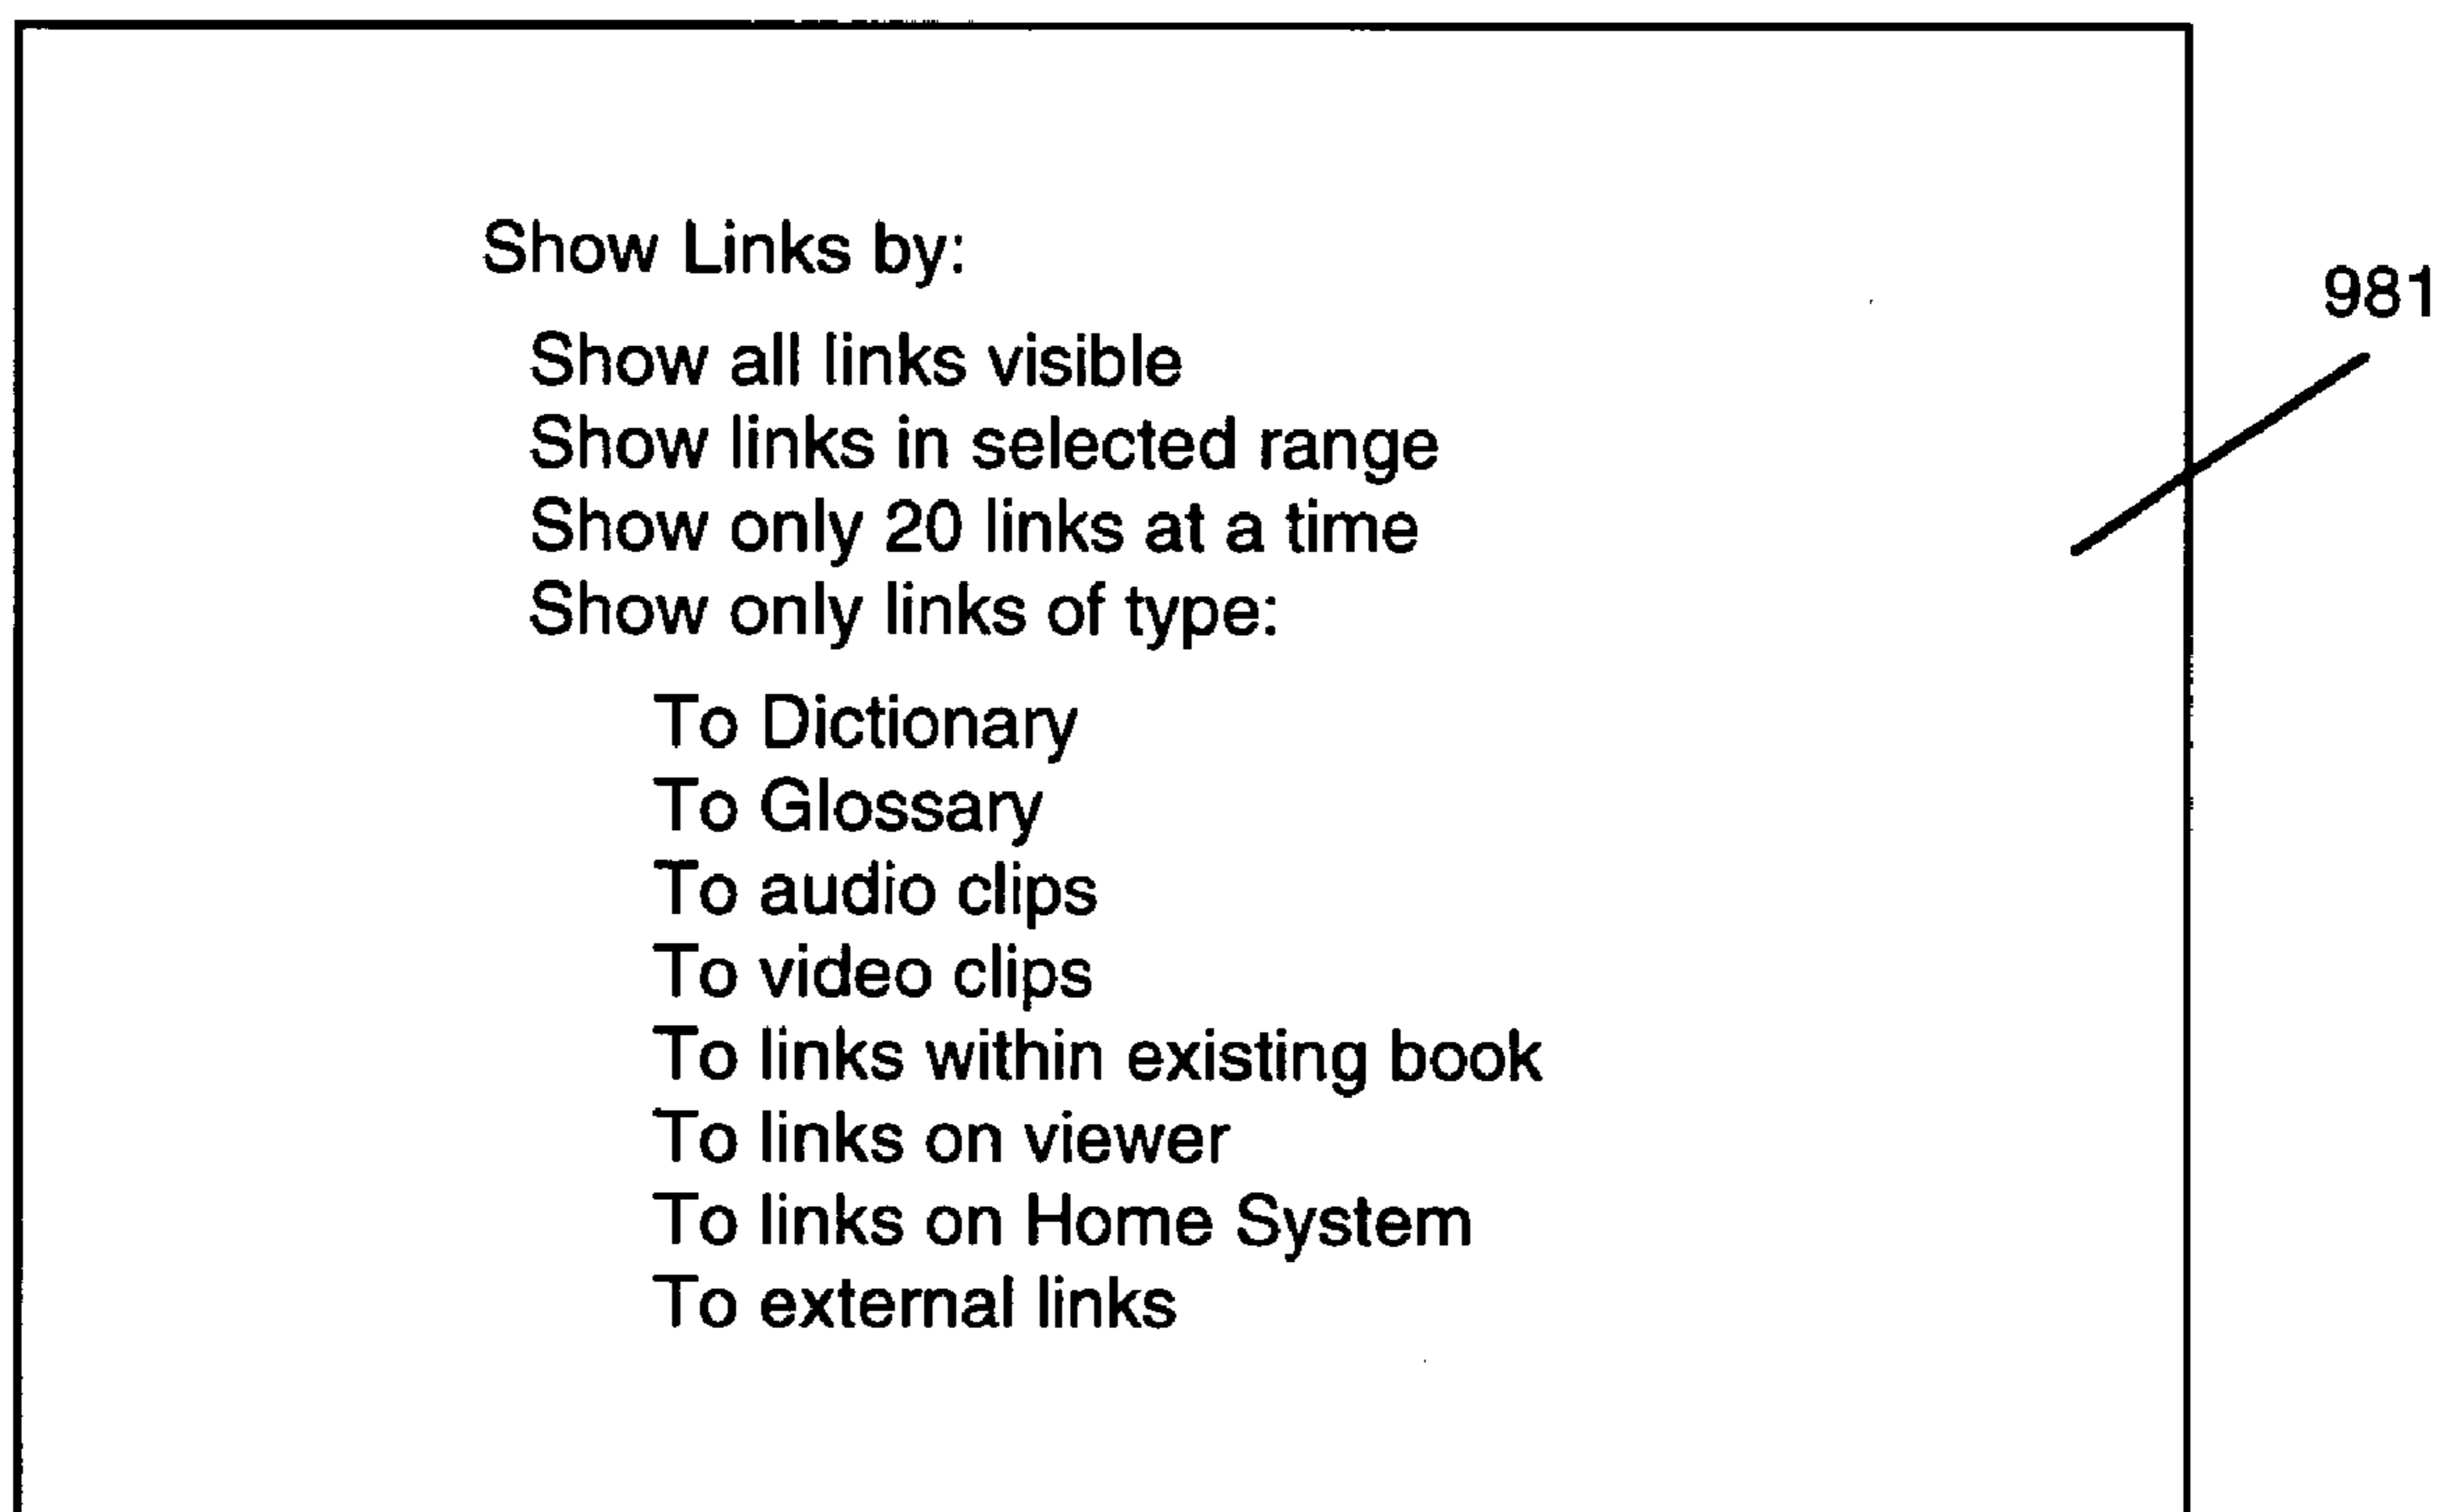 Show Links by:
981
Show all links visible
Show links in selected range
Show only 20 links at a time
Show only links of type:
To Dictionary
To Glossary
To audio clips
To video clips
To links within existing book
To links on viewer
To links on Home System
To external links